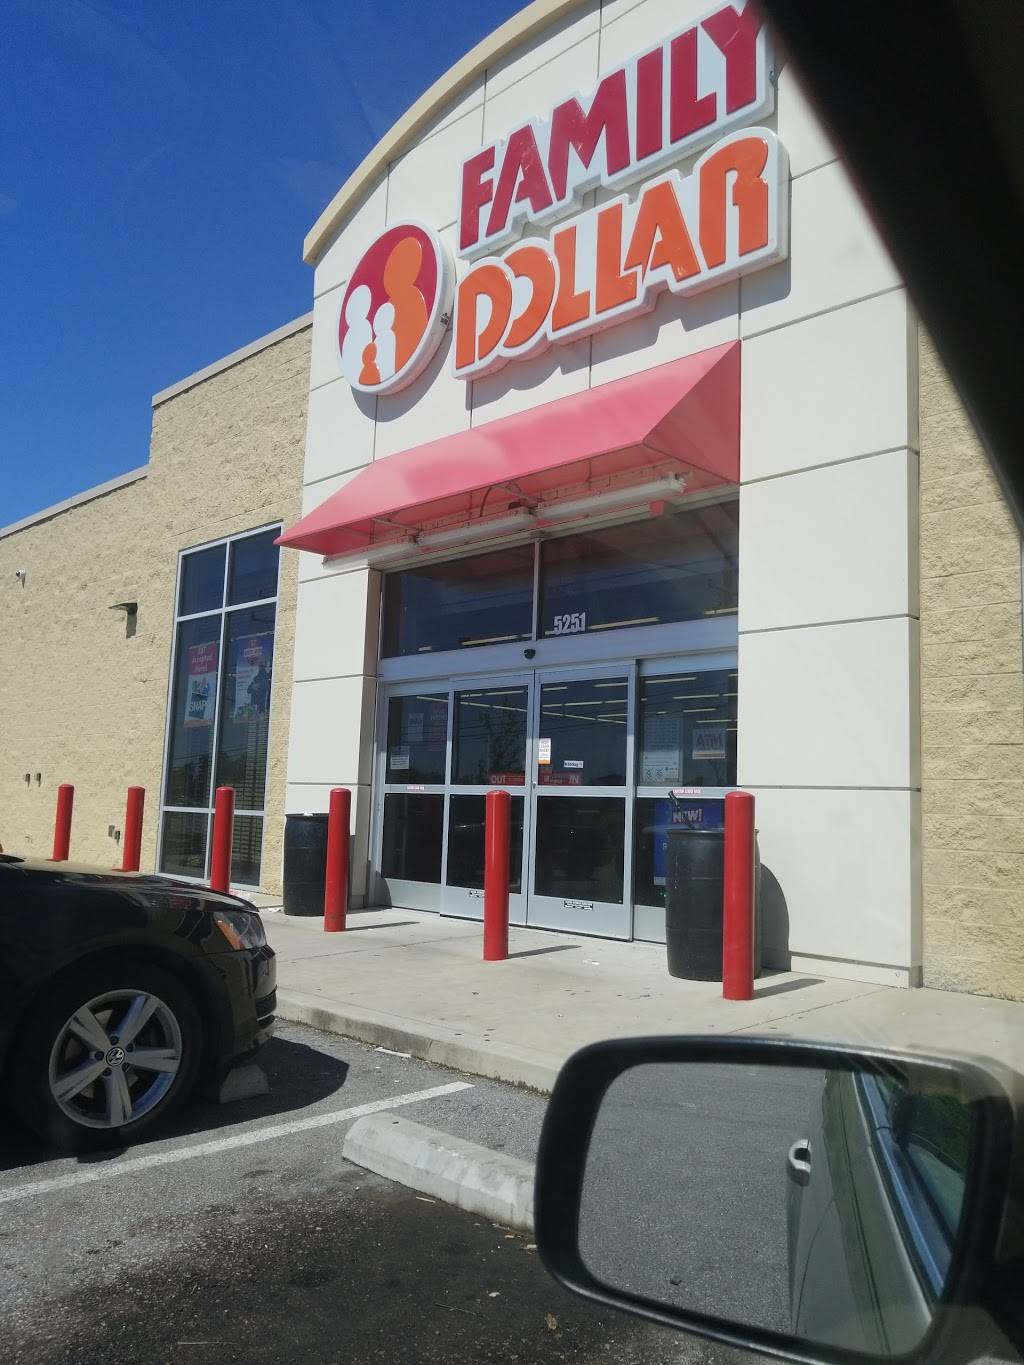 FAMILY
DOLLAR
5251
SNAP
ATM
OUT
IN
NEW!